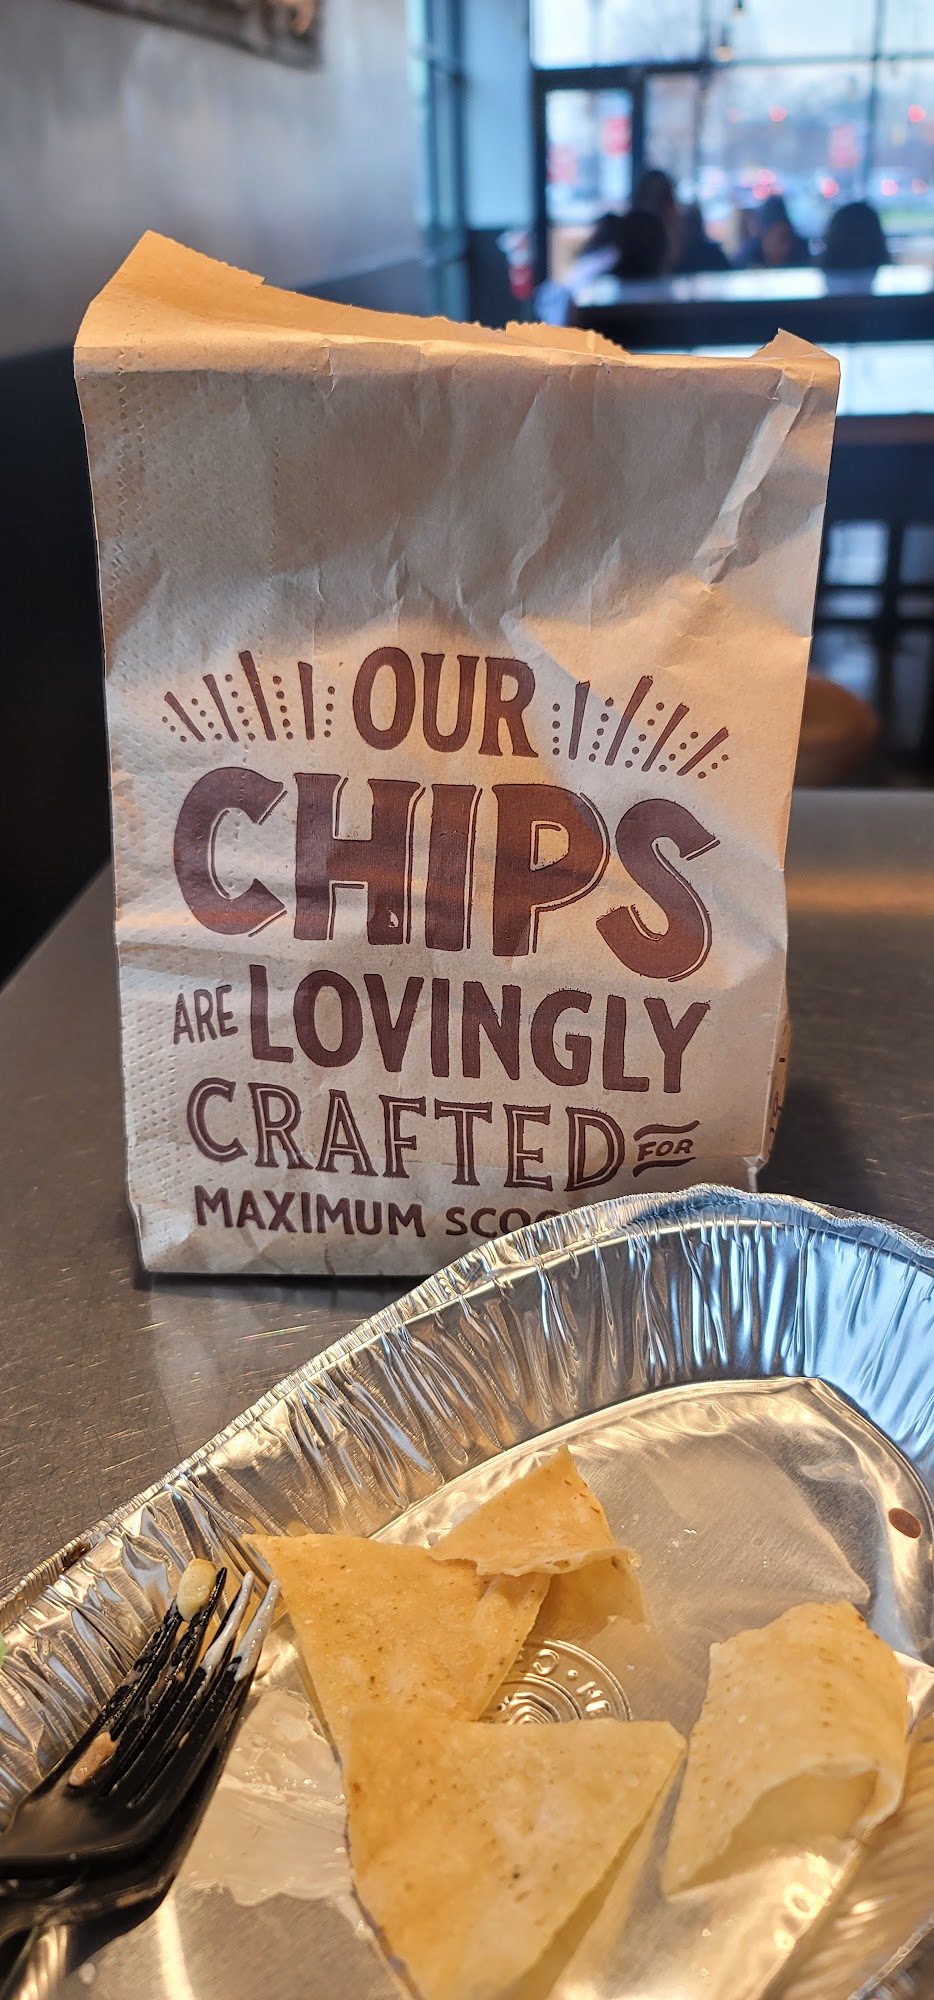 OUR
CHIPS
ARE LOVINGLY
CRAFTED FOR
MAXIMUM